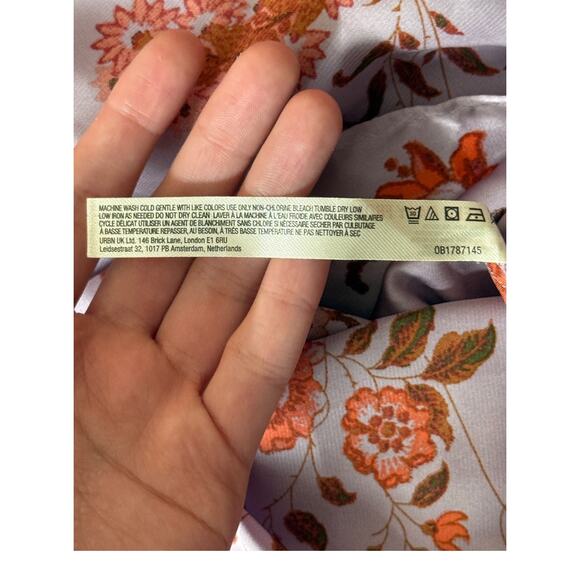 MACHINE WASH COLD GENTLE WITH LIKE COLORS USE ONLY NON-CHLORINE BLEACH TUMBLE DRY LOW
LOW IRON AS NEEDED DO NOT DRY CLEAN LAVER À LA MACHINE À L'EAU FROIDE AVEC COULEURS SIMILAIRES
CYCLE DÉLICAT UTILISER UN AGENT DE BLANCHIMENT SANS CHLORE SI NÉCESSAIRE SÉCHER PAR CULBUTAGE
À BASSE TEMPERATURE REPASSER, AU BESOIN, À TRÈS BASSE TEMPERATURE NE PAS NETTOYER À SEC
URBN UK Ltd. 146 Brick Lane, London E1 6RU
Leidsestraat 32, 1017 PB Amsterdam, Netherlands
30
0B1787145